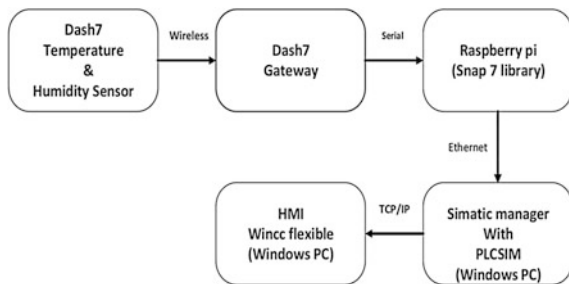 Dash7
Temperature
&
Humidity Sensor
Wireless
Dash7
Gateway
Serial
Raspberry pi
(Snap 7 library)
Ethernet
Simatic manager
With
PLCSIM
(Windows PC)
TCP/IP
HMI
Wincc flexible
(Windows PC)